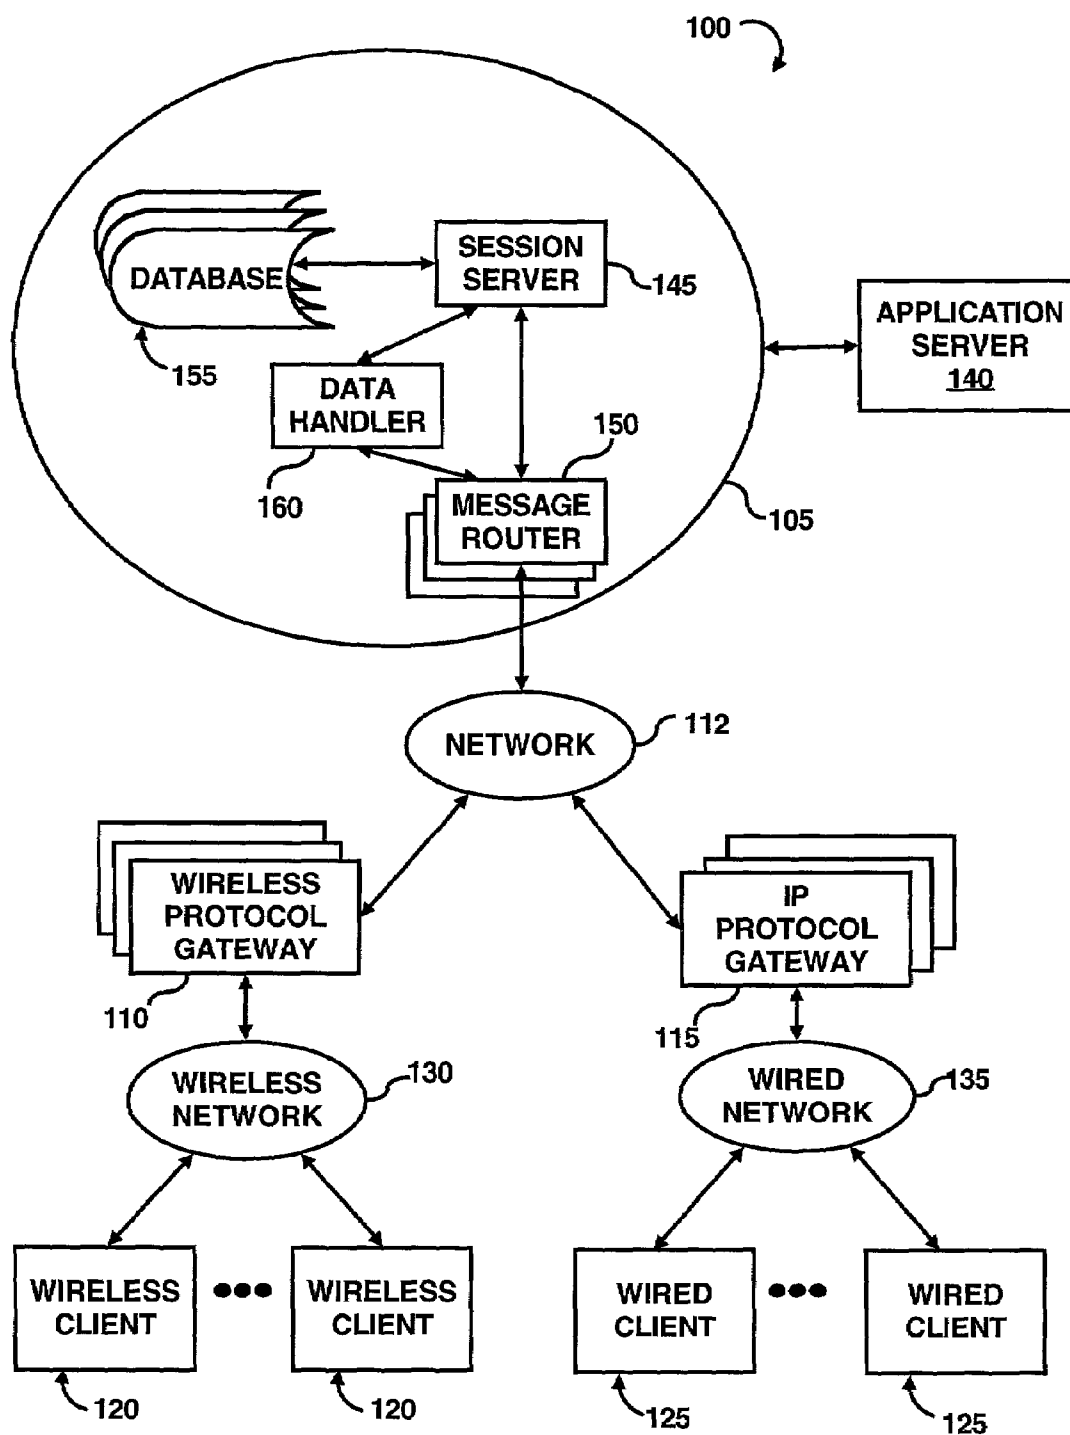 100
DATABASE
155
SESSION
SERVER
145
APPLICATION
SERVER
140
DATA
HANDLER
160
150
MESSAGE
ROUTER
105
NETWORK
112
WIRELESS
PROTOCOL
GATEWAY
110
IP
PROTOCOL
GATEWAY
115
WIRELESS
NETWORK
130
WIRED
NETWORK
135
WIRELESS
CLIENT
120
WIRELESS
CLIENT
120
WIRED
CLIENT
125
WIRED
CLIENT
125